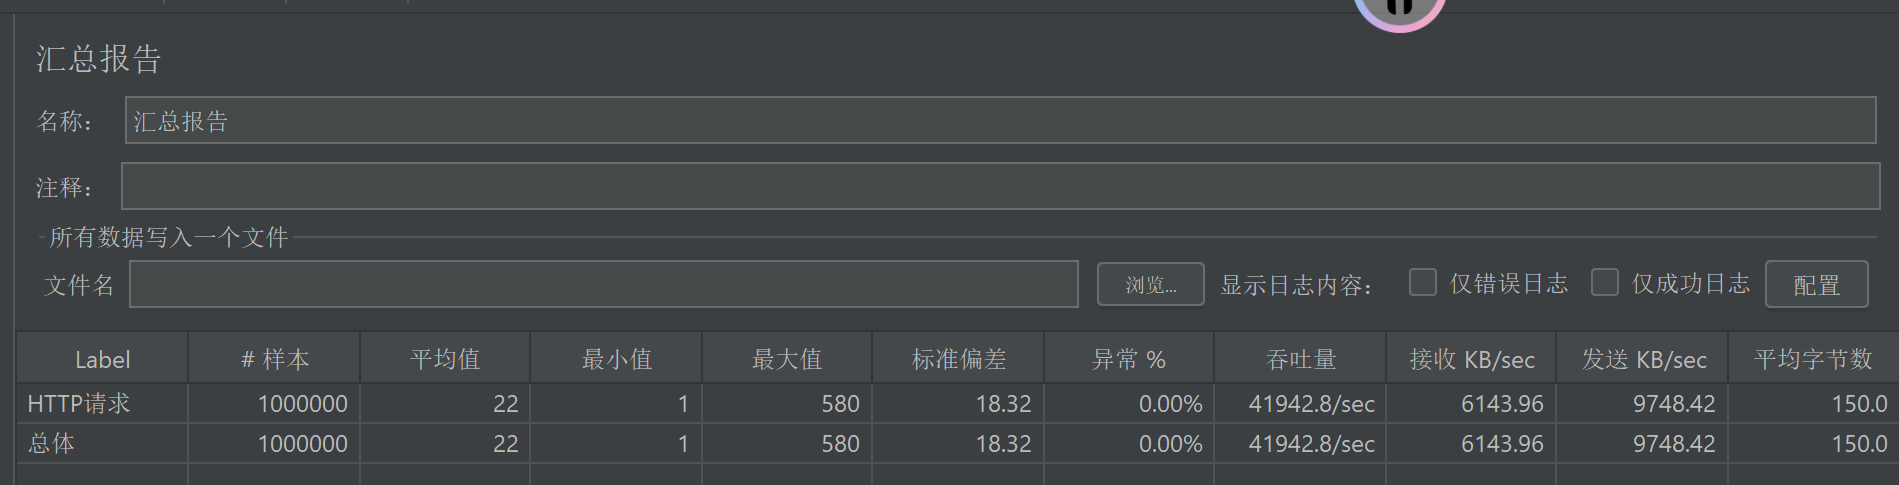 汇总报告
名称： 汇总报告
注释：
所有数据写入一个文件
文件名 浏览... 显示日志内容： 仅错误日志 仅成功日志 配置
Label # 样本 平均值 最小值 最大值 标准偏差 异常 % 吞吐量 接收 KB/sec 发送 KB/sec 平均字节数
HTTP请求 1000000 22 1 580 18.32 0.00% 41942.8/sec 6143.96 9748.42 150.0
总体 1000000 22 1 580 18.32 0.00% 41942.8/sec 6143.96 9748.42 150.0